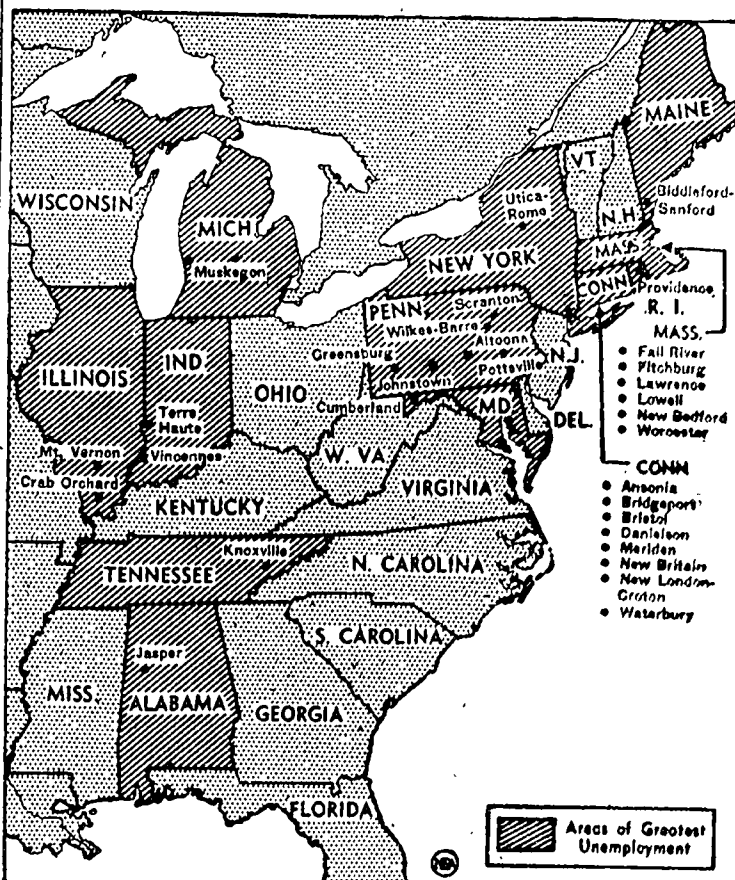 MAINE
VT.
WISCONSIN
Utica-
Rome
Biddeford-
Sanford
N.H.
MICH.
MASS.
Muskegon
NEW YORK
CONN.
Providence
R. I.
PENN.
Scranton
MASS.
Wilkes-Barre
Greensburg
Altoona
N.J.
Fall River
IND.
Pottsville
Fitchburg
ILLINOIS
OHIO
Johnstown
Lawrence
Cumberland
Lowell
Terre
Haute
MD.
DEL.
New Bedford
Worcester
Mt. Vernon
Vincennes
W. VA.
CONN.
Crab Orchard
VIRGINIA
Ansonia
KENTUCKY
Bridgeport
Bristol
Danielson
Knoxville
Meriden
TENNESSEE
N. CAROLINA
New Britain
New London-
Groton
Waterbury
S. CAROLINA
Jasper
MISS.
ALABAMA
GEORGIA
FLORIDA
Areas of Greatest
Unemployment
NEA